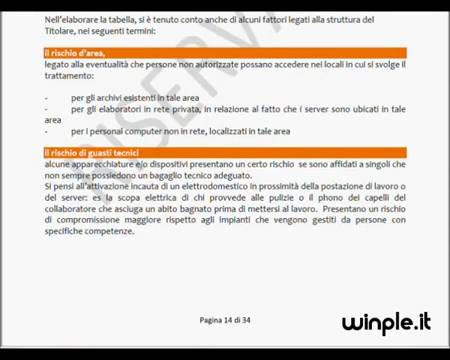 Nell'elaborare la tabella, si è tenuto conto anche di alcuni fattori legati alla struttura del
Titolare, nei seguenti termini:
il rischio d'area,
legato alla eventualità che persone non autorizzate possano accedere nei locali in cui si svolge il
trattamento:
- per gli archivi esistenti in tale area
- per gli elaboratori in rete privata, in relazione al fatto che i server sono ubicati in tale
area
- per i personal computer non in rete, localizzati in tale area
il rischio di guasti tecnici
alcune apparecchiature e/o dispositivi presentano un certo rischio se sono affidati a singoli che
non sempre possiedono un bagaglio tecnico adeguato.
Si pensi all'attivazione incauta di un elettrodomestico in prossimità della postazione di lavoro o
del server: es la scopa elettrica di chi provvede alle pulizie o il phono dei capelli del
collaboratore che asciuga un abito bagnato prima di mettersi al lavoro. Presentano un rischio
di compromissione maggiore rispetto agli impianti che vengono gestiti da persone con
specifiche competenze.
Pagina 14 di 34
winple.it
RISERVA